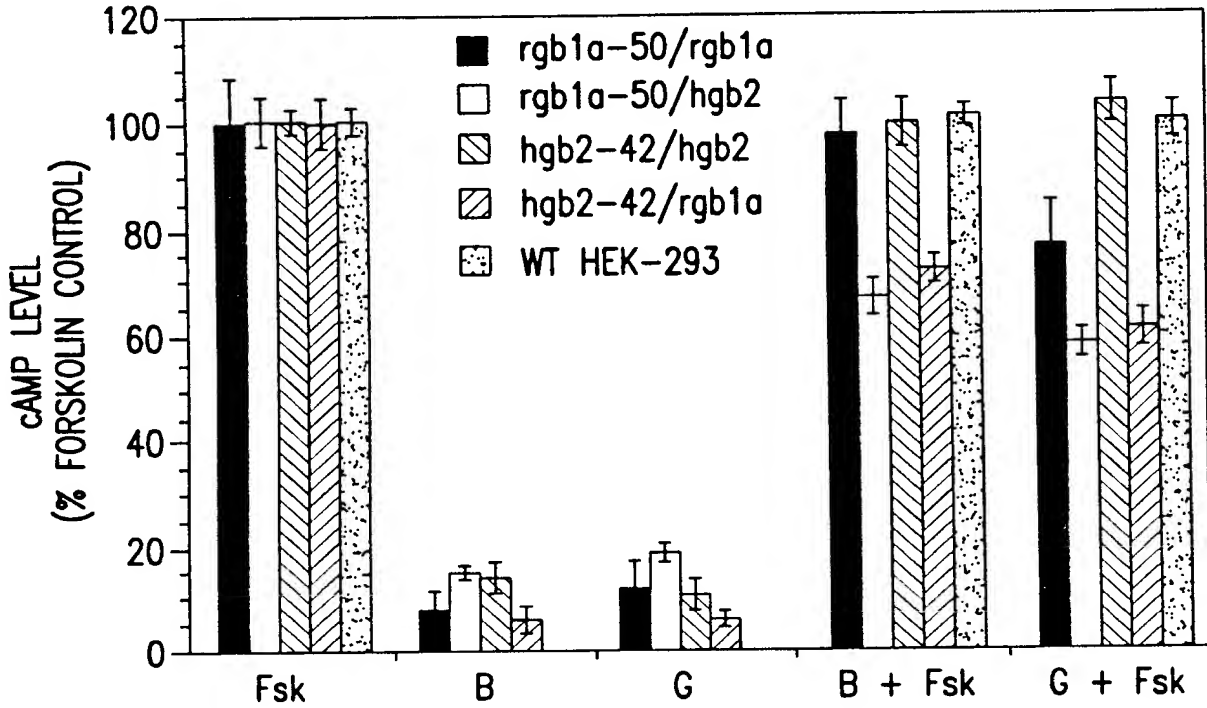 cAMP LEVEL
(% FORSKOLIN CONTROL)
120
100
80
60
40
20
0
rgb1a-50/rgb1a
rgb1a-50/hgb2
hgb2-42/hgb2
hgb2-42/rgb1a
WT HEK-293
Fsk
B
G
B + Fsk
G + Fsk